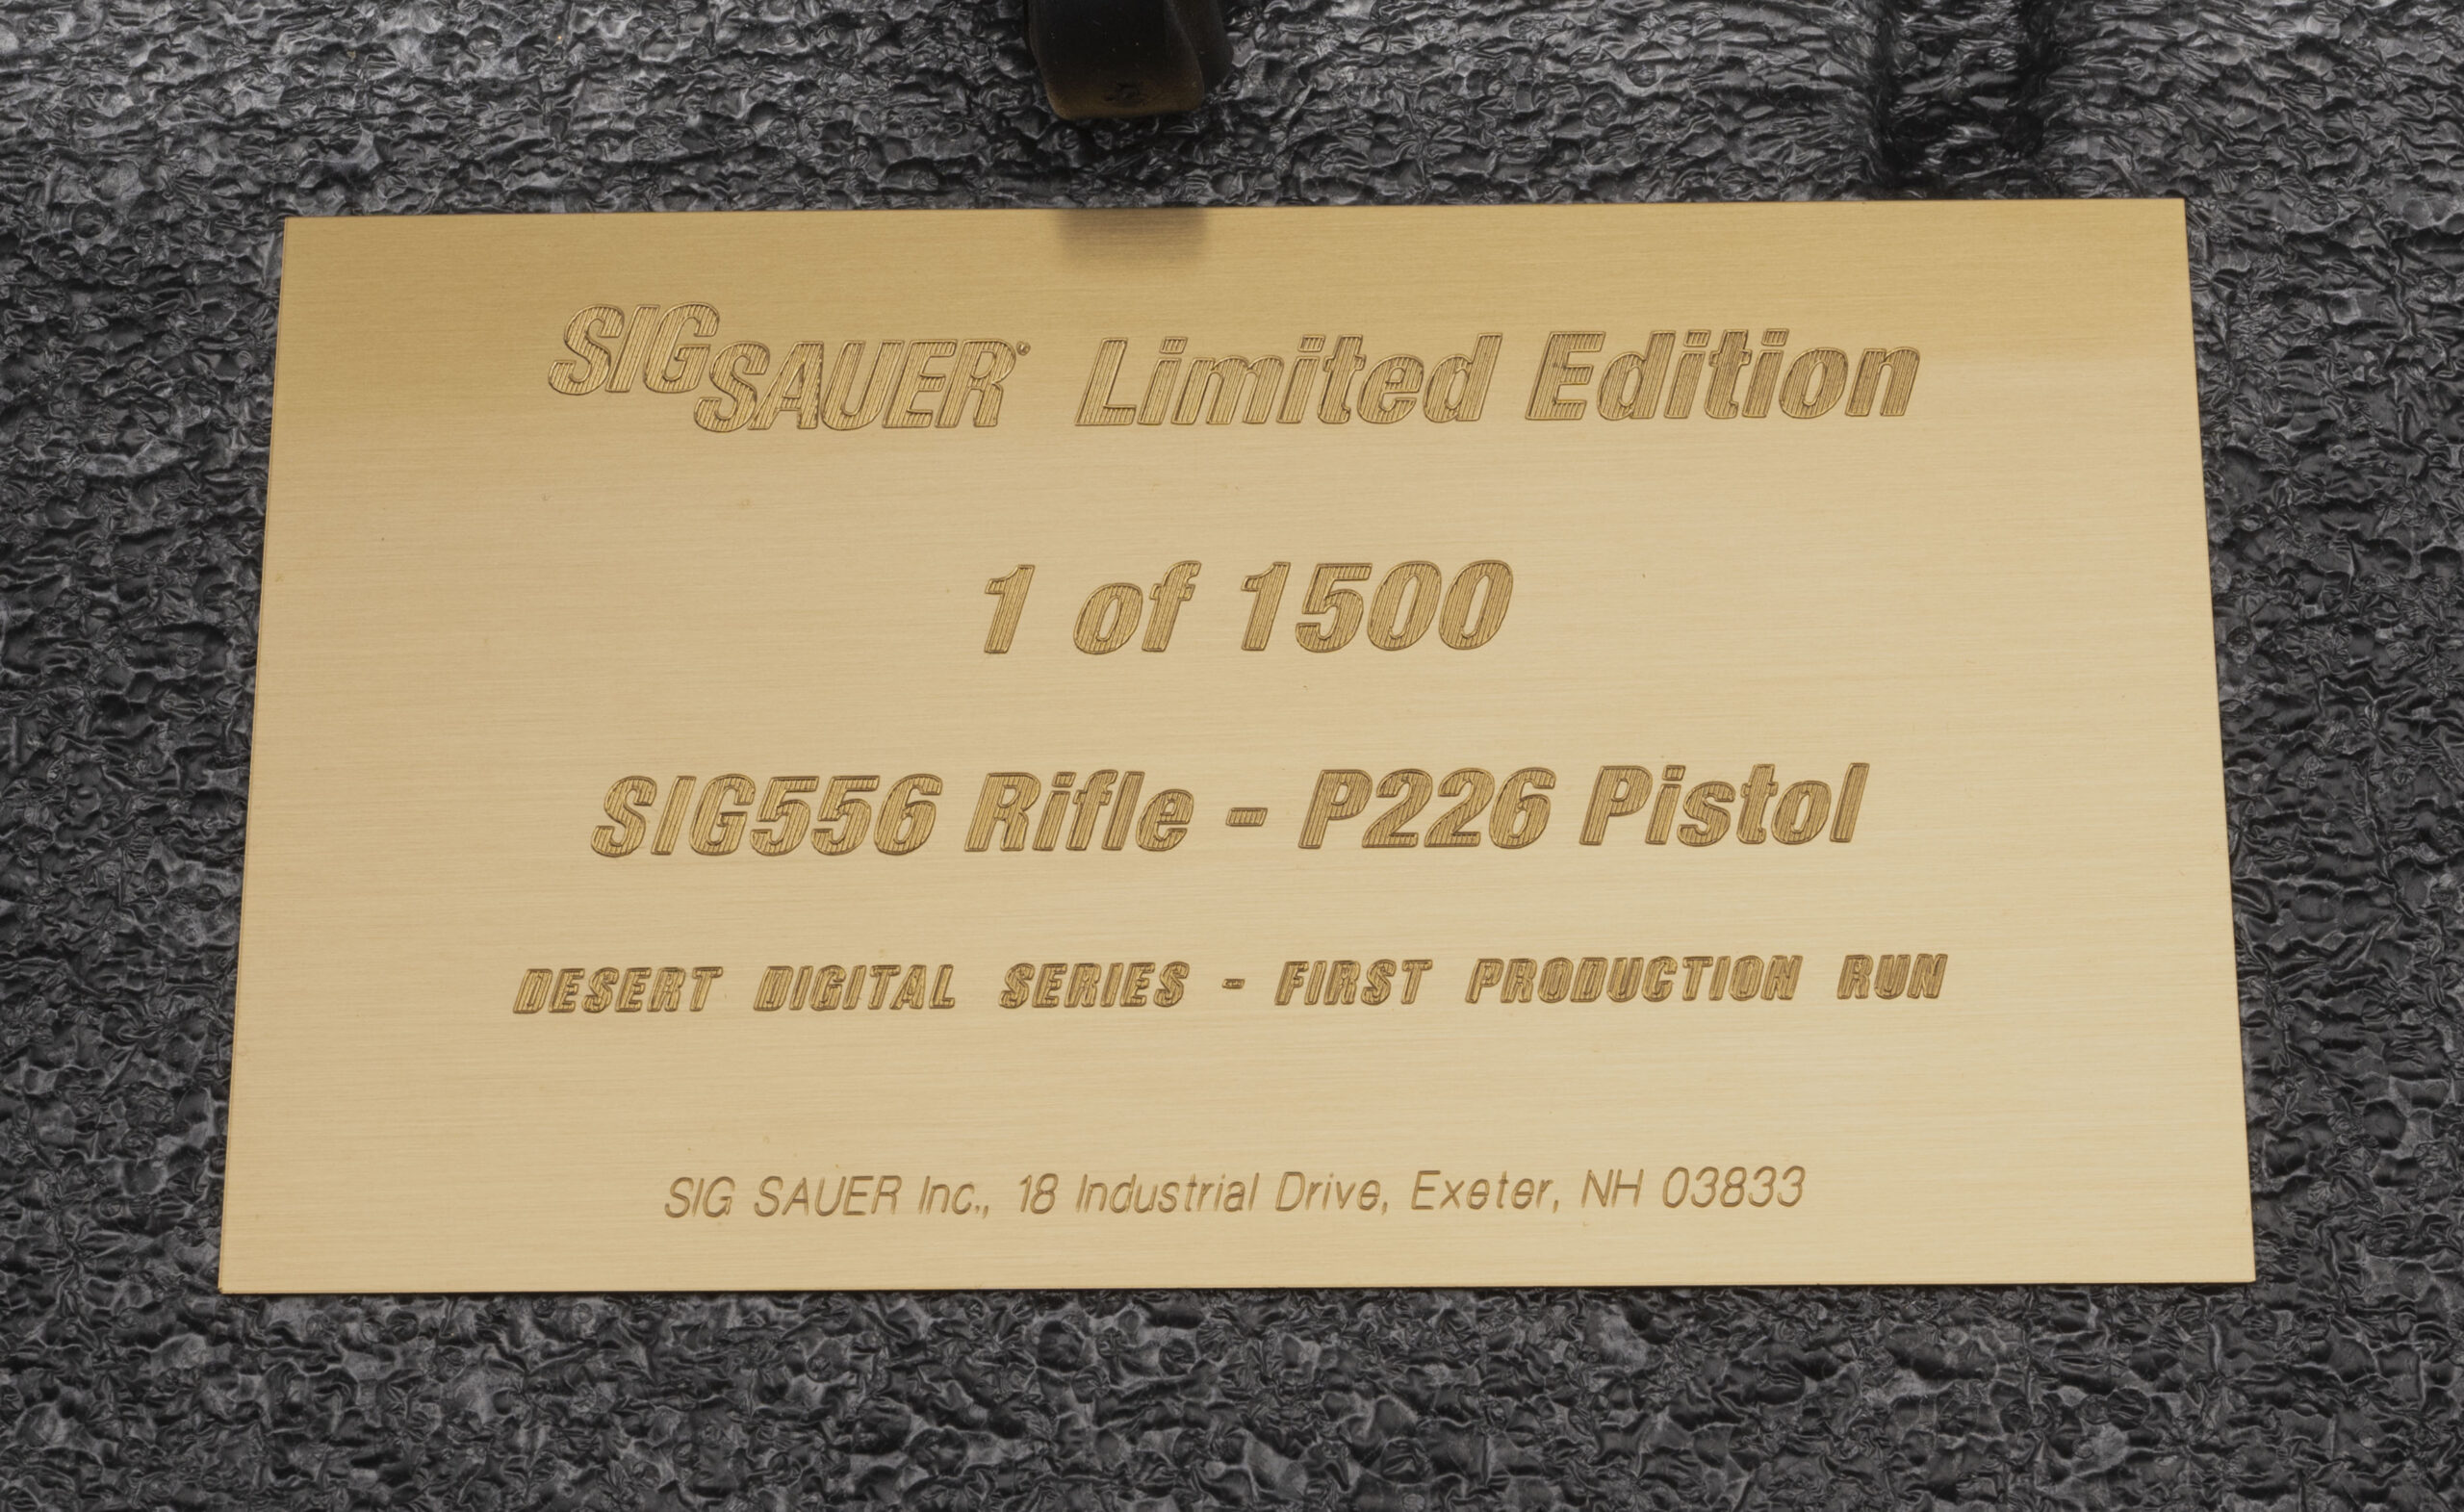 SIG SAUER® Limited Edition
1 of 1500
SIG556 Rifle - P226 Pistol
DESERT DIGITAL SERIES - FIRST PRODUCTION RUN
SIG SAUER Inc., 18 Industrial Drive, Exeter, NH 03833